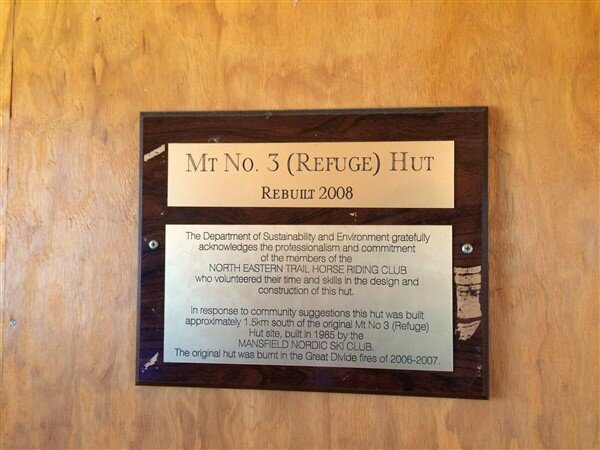 Mt No. 3 (Refuge) Hut
Rebuilt 2008
The Department of Sustainability and Environment gratefully
acknowledges the professionalism and commitment
of the members of the
NORTH EASTERN TRAIL HORSE RIDING CLUB
who volunteered their time and skills in the design and
construction of this hut.
In response to community suggestions this hut was built
approximately 1.5km south of the original Mt No 3 (Refuge)
Hut site, built in 1985 by the
MANSFIELD NORDIC SKI CLUB.
The original hut was burnt in the Great Divide fires of 2006-2007.